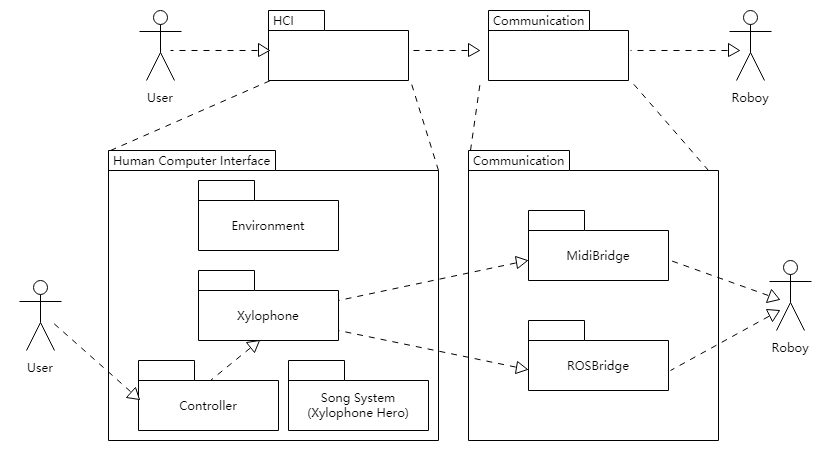 HCI
Communication
User
Roboy
Human Computer Interface
Communication
Environment
MidiBridge
Xylophone
User
Roboy
ROSBridge
Controller
Song System
(Xylophone Hero)